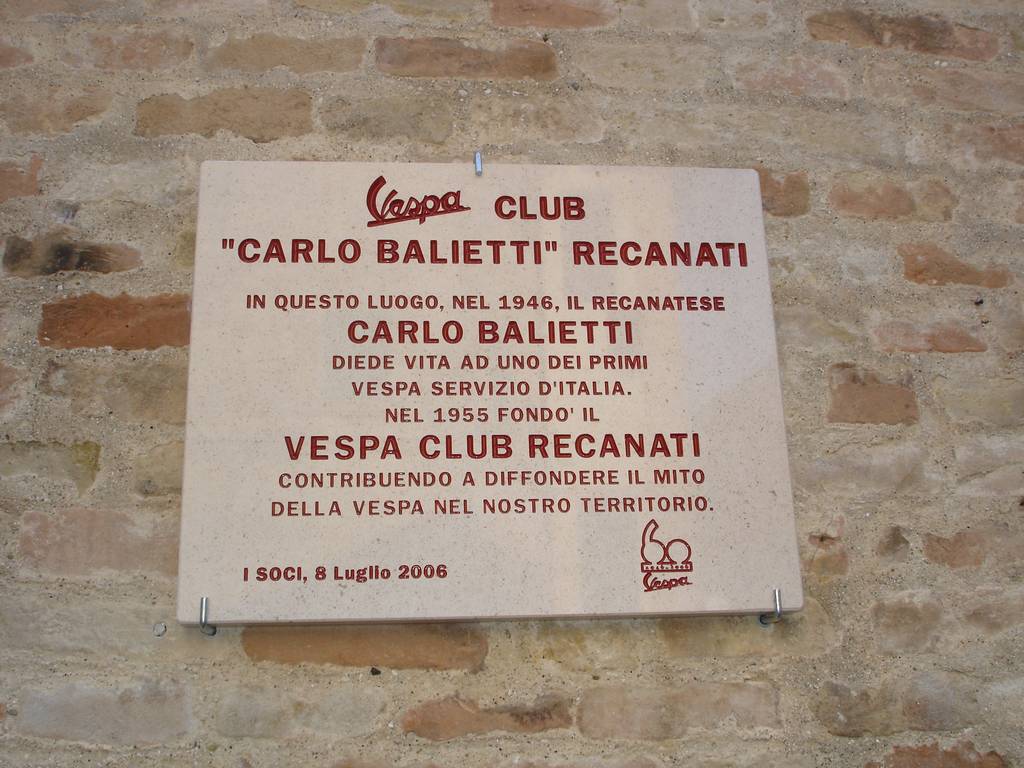 Vespa CLUB
"CARLO BALIETTI" RECANATI
IN QUESTO LUOGO, NEL 1946, IL RECANATESE
CARLO BALIETTI
DIEDE VITA AD UNO DEI PRIMI
VESPA SERVIZIO D'ITALIA.
NEL 1955 FONDO' IL
VESPA CLUB RECANATI
CONTRIBUENDO A DIFFONDERE IL MITO
DELLA VESPA NEL NOSTRO TERRITORIO.
I SOCI, 8 Luglio 2006
60
1946.2006
Vespa